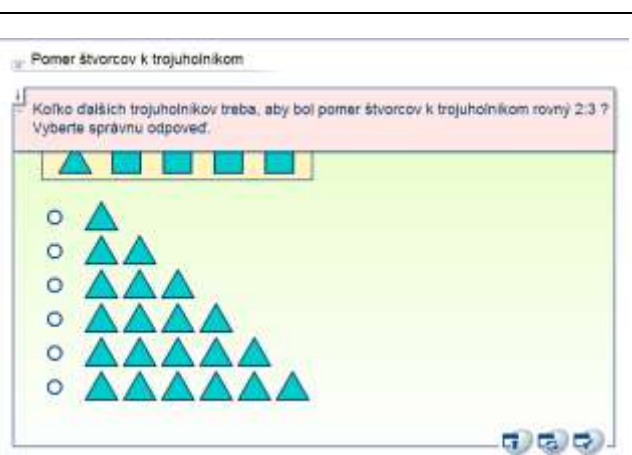 Pomer štvorcov k trojuholníkom
Koľko ďalších trojuholníkov treba, aby bol pomer štvorcov k trojuholníkom rovný 2:3 ?
Vyberte správnu odpoveď.